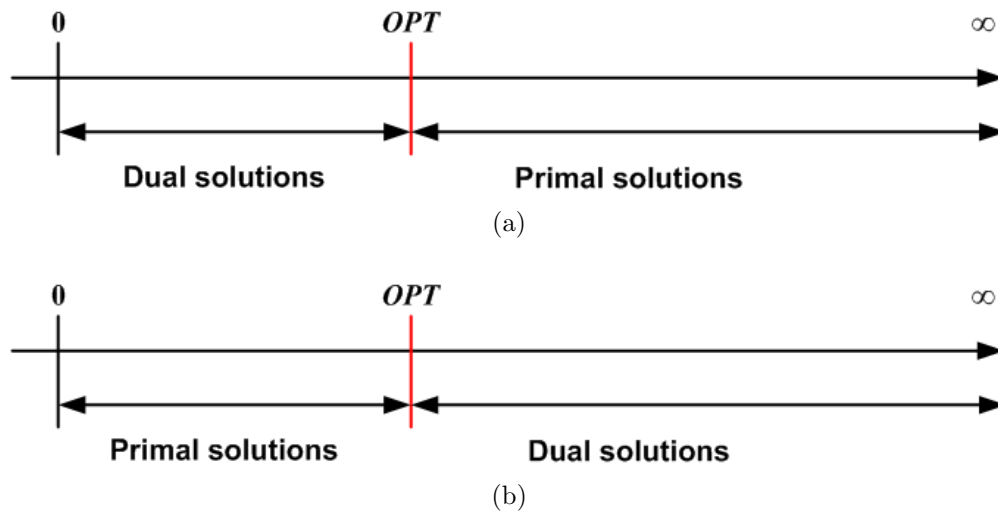 0 OPT ∞
Dual solutions Primal solutions
(a)
0 OPT ∞
Primal solutions Dual solutions
(b)